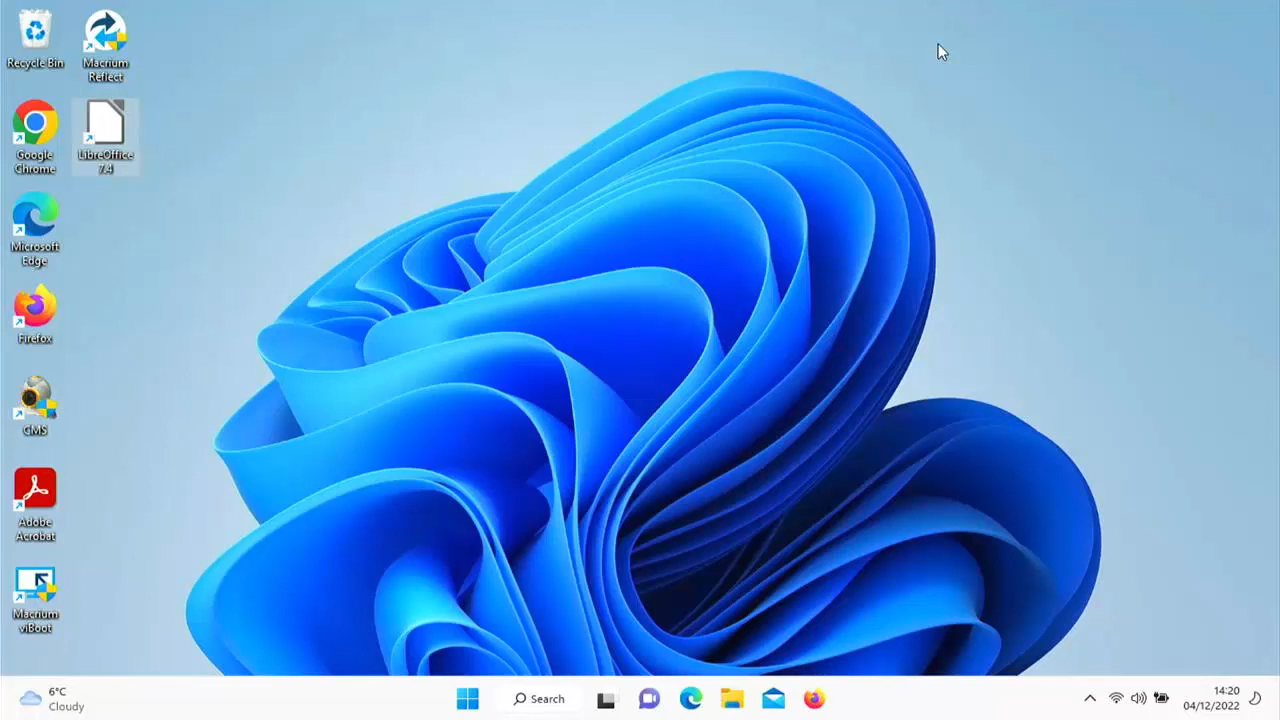 Recycle Bin
Macrium
Reflect
Google
Chrome
LibreOffice
7.4
Microsoft
Edge
Firefox
CMS
Adobe
Acrobat
Macrium
viBoot
6°C
Cloudy
Search
14:20
04/12/2022